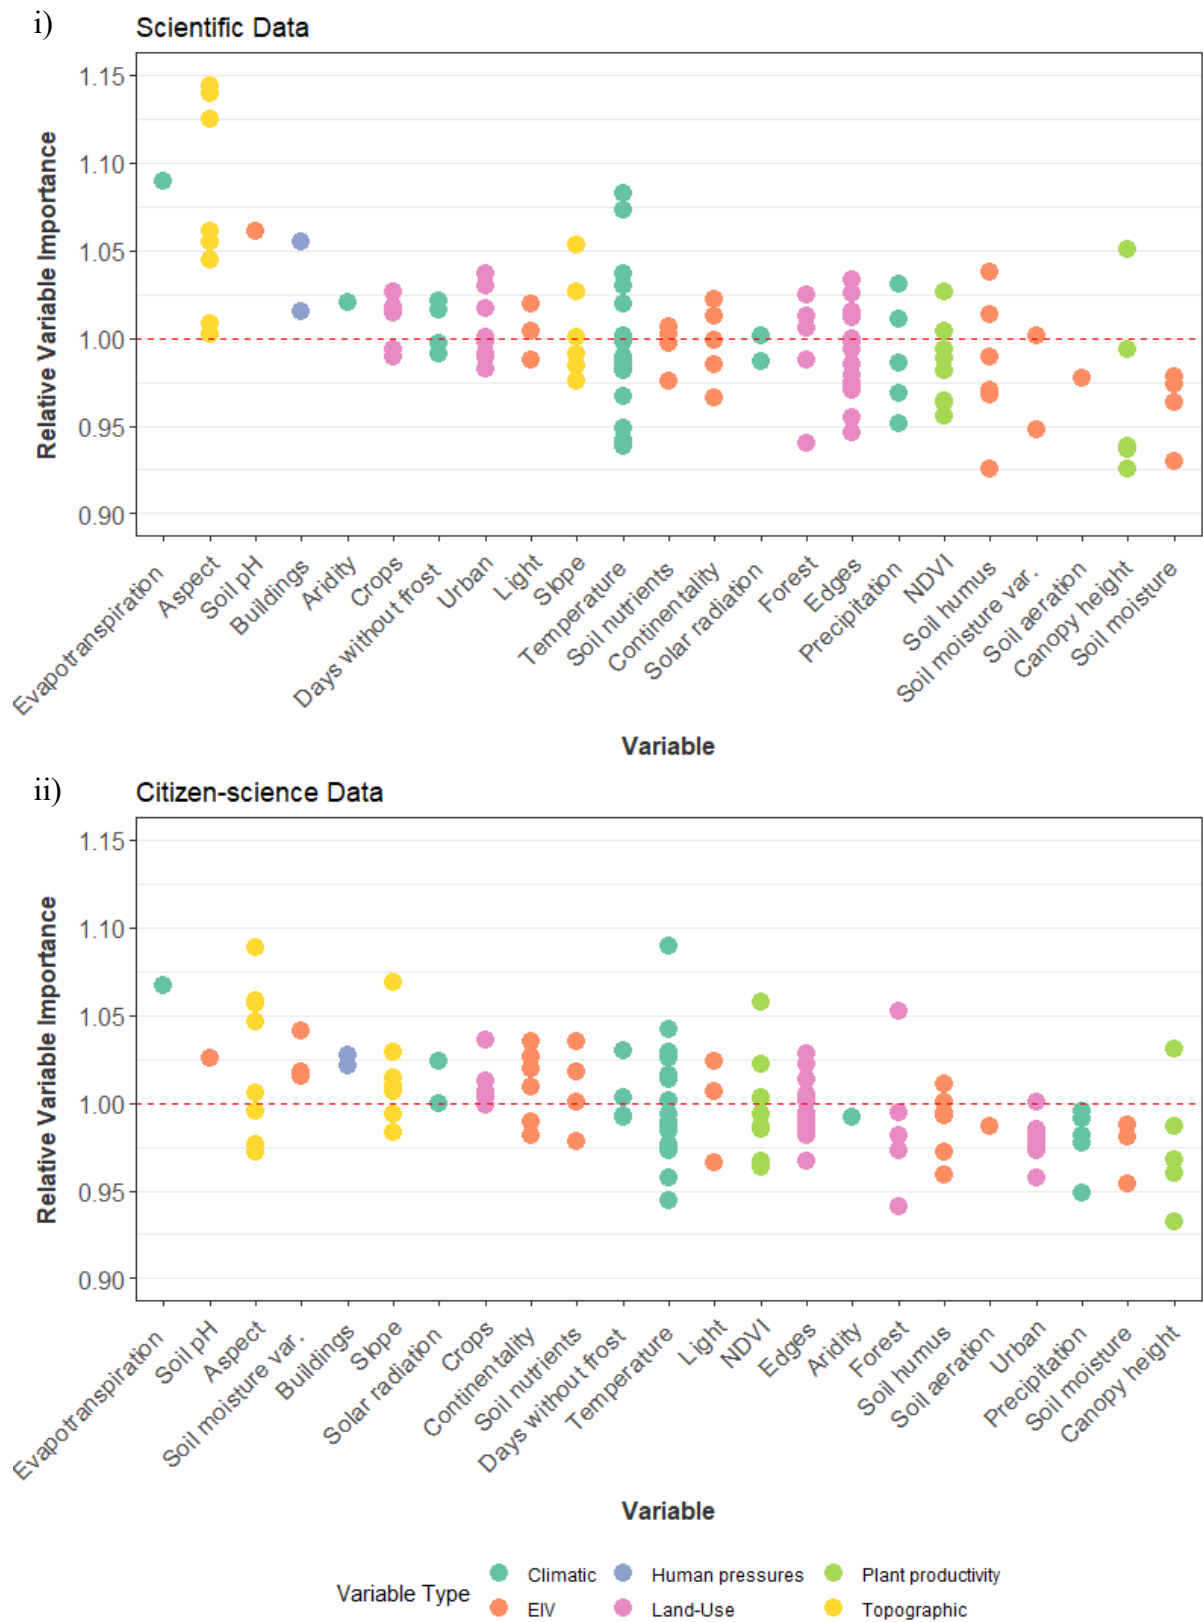 i)
Scientific Data
Relative Variable Importance
1.15
1.10
1.05
1.00
0.95
0.90
Evapotranspiration
Aspect
Soil pH
Buildings
Aridity
Crops
Days without frost
Urban
Light
Slope
Temperature
Soil nutrients
Continentality
Solar radiation
Forest
Edges
Precipitation
NDVI
Soil humus
Soil moisture var.
Soil aeration
Canopy height
Soil moisture
Variable
ii)
Citizen-science Data
Relative Variable Importance
1.15
1.10
1.05
1.00
0.95
0.90
Evapotranspiration
Soil pH
Aspect
Soil moisture var.
Buildings
Slope
Solar radiation
Crops
Continentality
Soil nutrients
Days without frost
Temperature
Light
NDVI
Edges
Aridity
Forest
Soil humus
Soil aeration
Urban
Precipitation
Soil moisture
Canopy height
Variable
Variable Type
Climatic
Human pressures
Plant productivity
EIV
Land-Use
Topographic